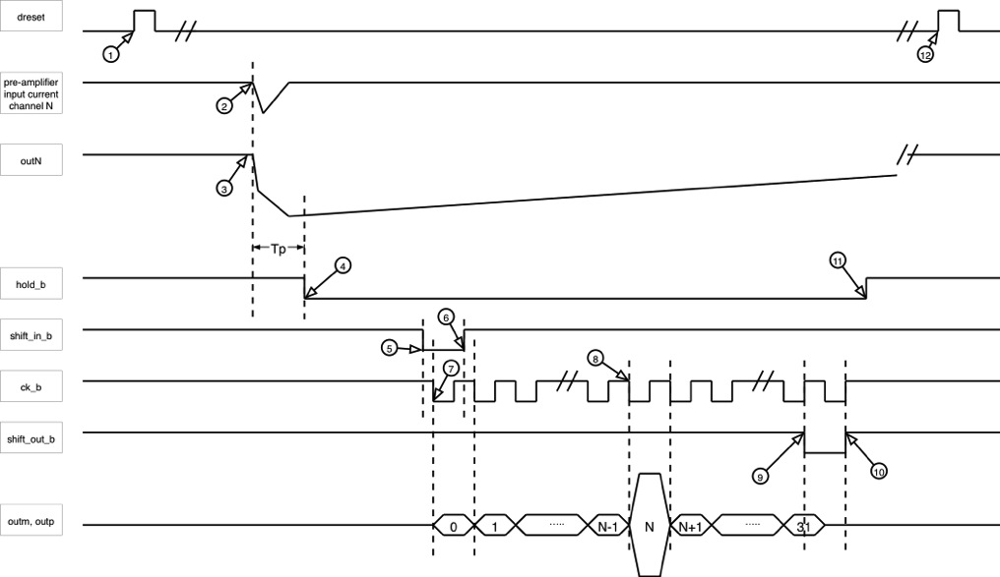 dreset
1
12
pre-amplifier
input current
channel N
2
outN
3
Tp
4
11
hold_b
6
shift_in_b
5
8
7
ck_b
shift_out_b
9
10
outm, outp
0 1 ..... N-1 N N+1 ..... 31